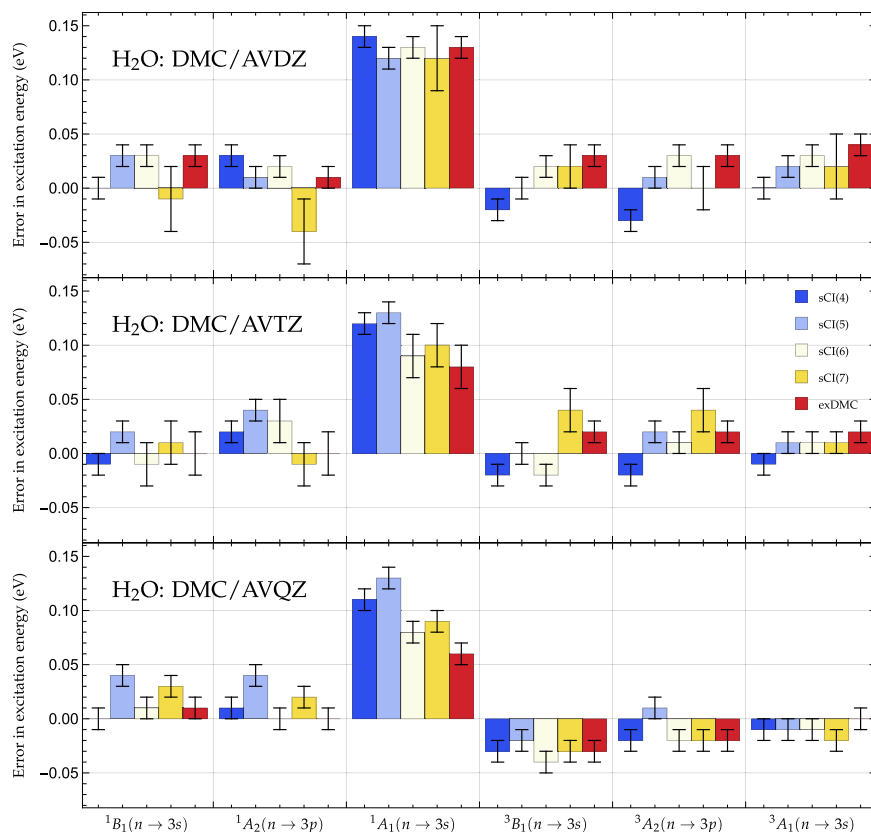 H₂O: DMC/AVDZ
Error in excitation energy (eV)
0.15
0.10
0.05
0.00
−0.05
H₂O: DMC/AVTZ
Error in excitation energy (eV)
0.15
0.10
0.05
0.00
−0.05
sCI(4)
sCI(5)
sCI(6)
sCI(7)
exDMC
H₂O: DMC/AVQZ
Error in excitation energy (eV)
0.15
0.10
0.05
0.00
−0.05
¹B₁(n → 3s) ¹A₂(n → 3p) ¹A₁(n → 3s) ³B₁(n → 3s) ³A₂(n → 3p) ³A₁(n → 3s)